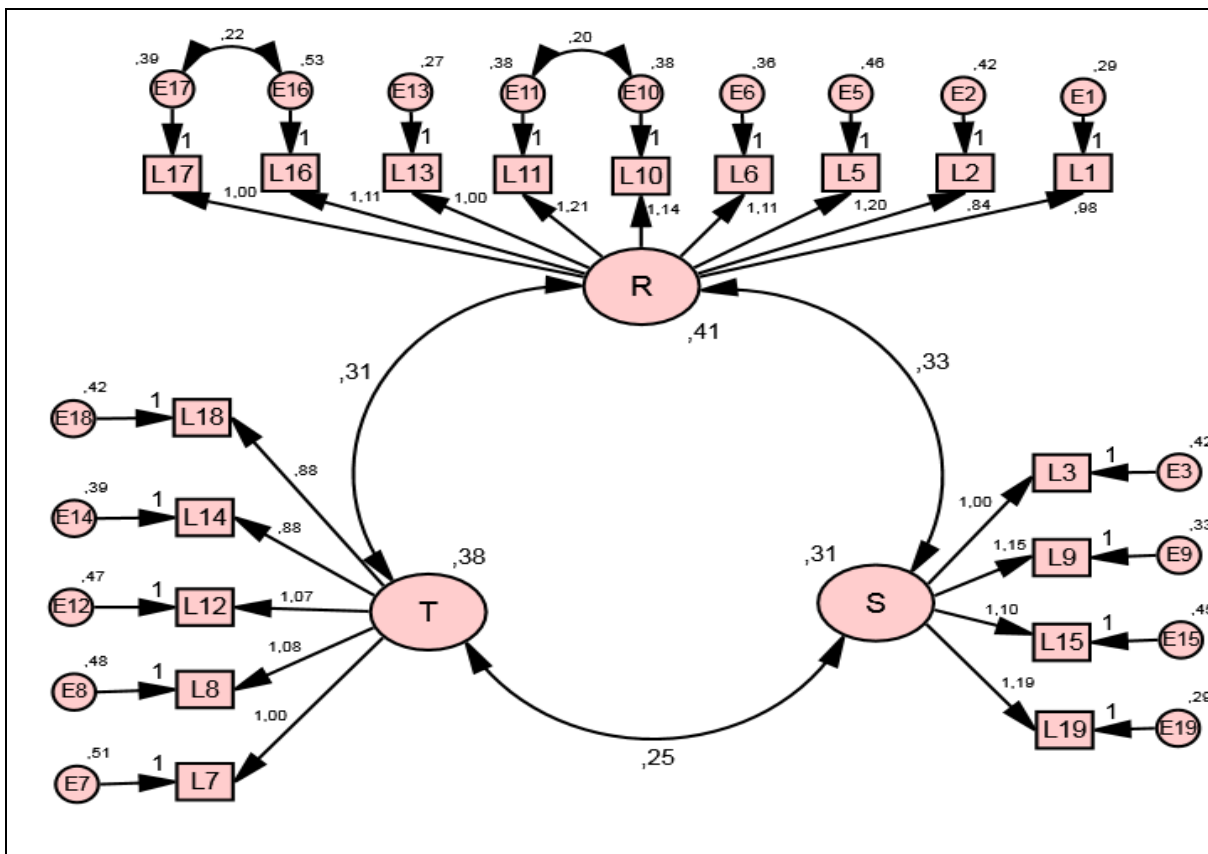 ,22 ,20
,39 ,53 ,27 ,38 ,38 ,36 ,46 ,42 ,29
E17 E16 E13 E11 E10 E6 E5 E2 E1
1 1 1 1 1 1 1 1 1
L17 L16 L13 L11 L10 L6 L5 L2 L1
1,00 1,11 1,00 1,21 1,14 1,11 1,20 ,84 ,98
R
,41
,31 ,33
,42
E18 1 L18
,88
,39
E14 1 L14
,88
,47
E12 1 L12
1,07
,48
E8 1 L8
1,08
,51
E7 1 L7
1,00
,38
T
,31
S
,42
L3 1 E3
1,00
,33
L9 1 E9
1,15
,45
L15 1 E15
1,10
,29
L19 1 E19
1,19
,25